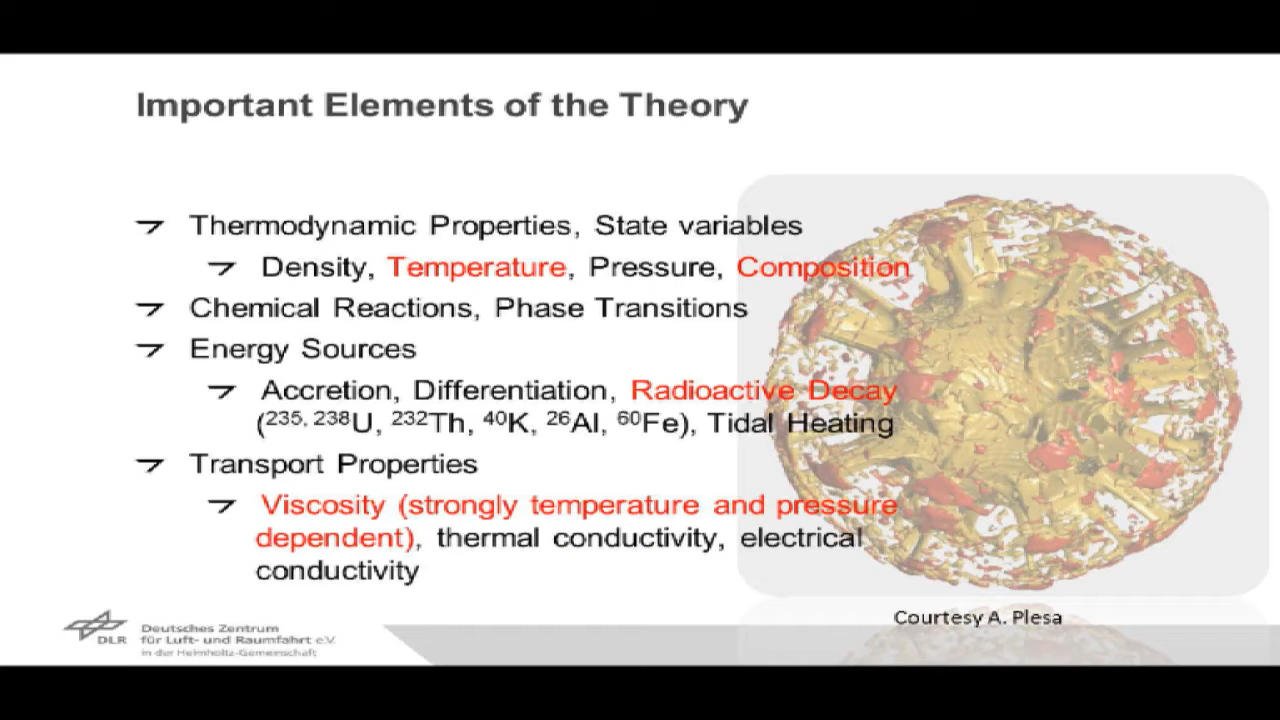 Important Elements of the Theory
Thermodynamic Properties, State variables
Density, Temperature, Pressure, Composition
Chemical Reactions, Phase Transitions
Energy Sources
Accretion, Differentiation, Radioactive Decay
(²³⁵, ²³⁸U, ²³²Th, ⁴⁰K, ²⁶Al, ⁶⁰Fe), Tidal Heating
Transport Properties
Viscosity (strongly temperature and pressure
dependent), thermal conductivity, electrical
conductivity
Courtesy A. Plesa
DLR
Deutsches Zentrum
für Luft- und Raumfahrt e.V.
in der Helmholtz-Gemeinschaft